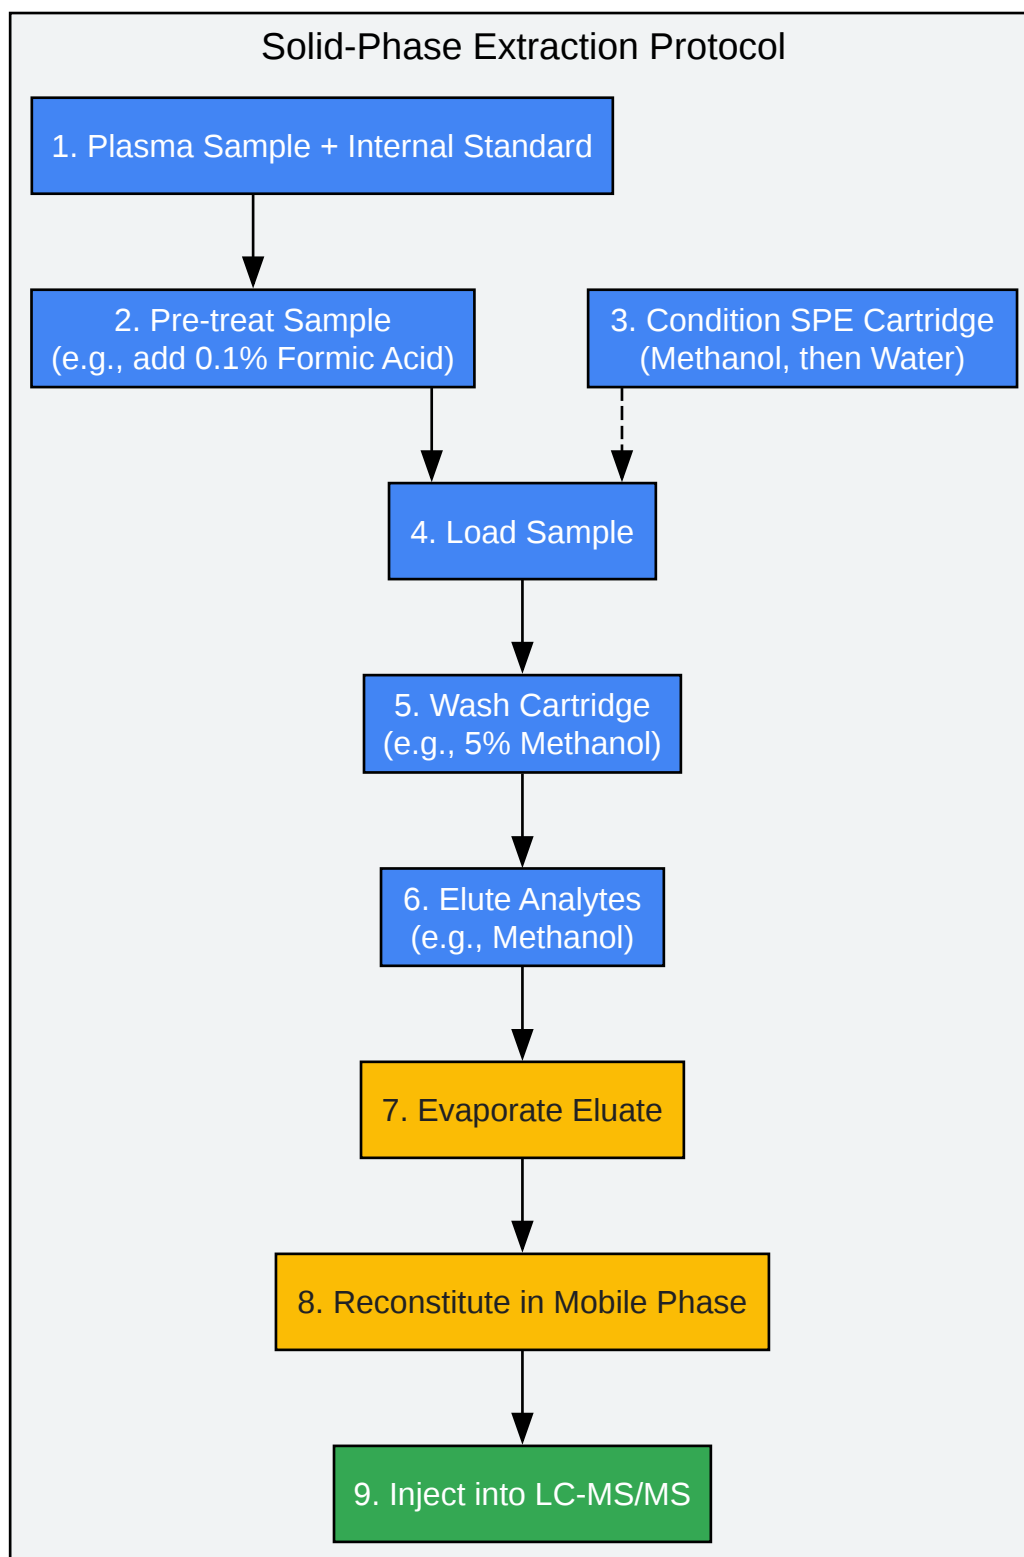 Solid-Phase Extraction Protocol
1. Plasma Sample + Internal Standard
2. Pre-treat Sample
(e.g., add 0.1% Formic Acid)
3. Condition SPE Cartridge
(Methanol, then Water)
4. Load Sample
5. Wash Cartridge
(e.g., 5% Methanol)
6. Elute Analytes
(e.g., Methanol)
7. Evaporate Eluate
8. Reconstitute in Mobile Phase
9. Inject into LC-MS/MS